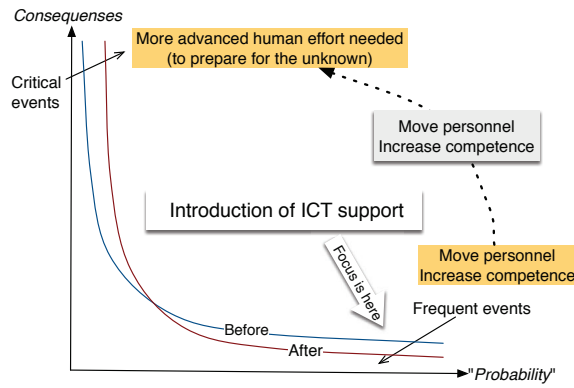 Consequenses
More advanced human effort needed
(to prepare for the unknown)
Critical
events
Move personnel
Increase competence
Introduction of ICT support
Focus is here
Move personnel
Increase competence
Frequent events
Before
After
"Probability"